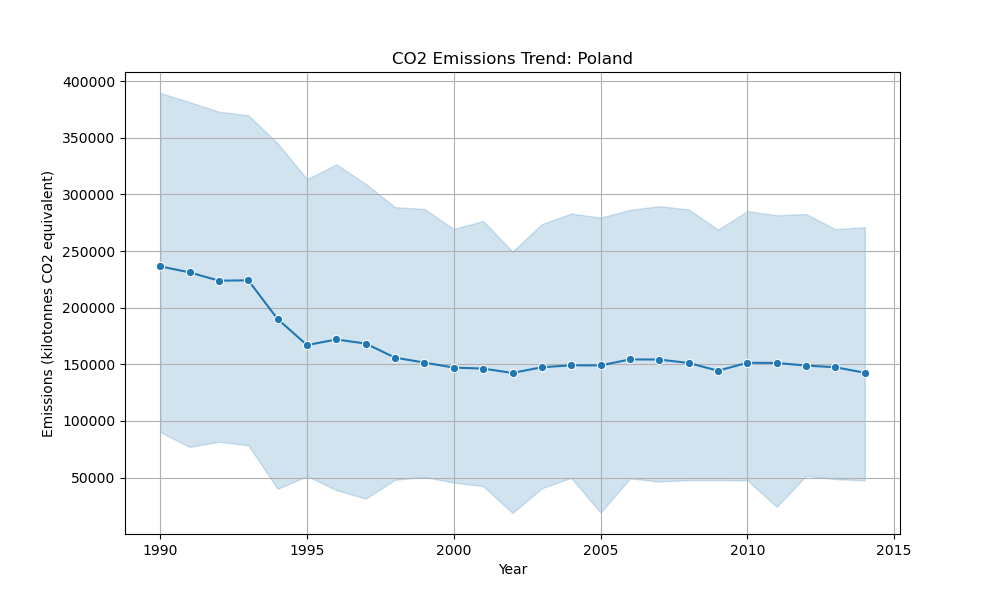 CO2 Emissions Trend: Poland
400000
350000
300000
250000
200000
150000
100000
50000
Emissions (kilotonnes CO2 equivalent)
1990 1995 2000 2005 2010 2015
Year